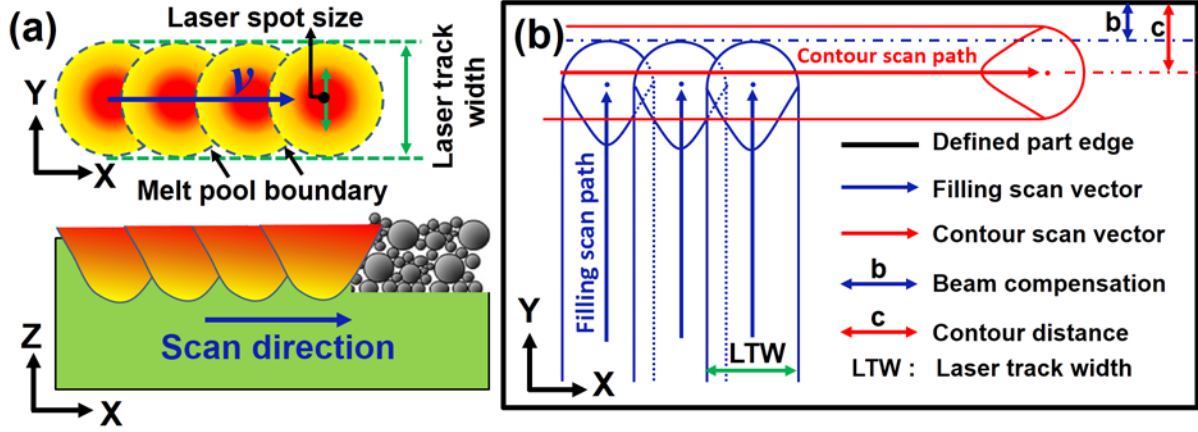 (a)
Laser spot size
v
Laser track
width
Y
X
Melt pool boundary
Scan direction
Z
X
(b)
b
c
Contour scan path
Filling scan path
Defined part edge
Filling scan vector
Contour scan vector
b
Beam compensation
c
Contour distance
LTW
LTW : Laser track width
Y
X